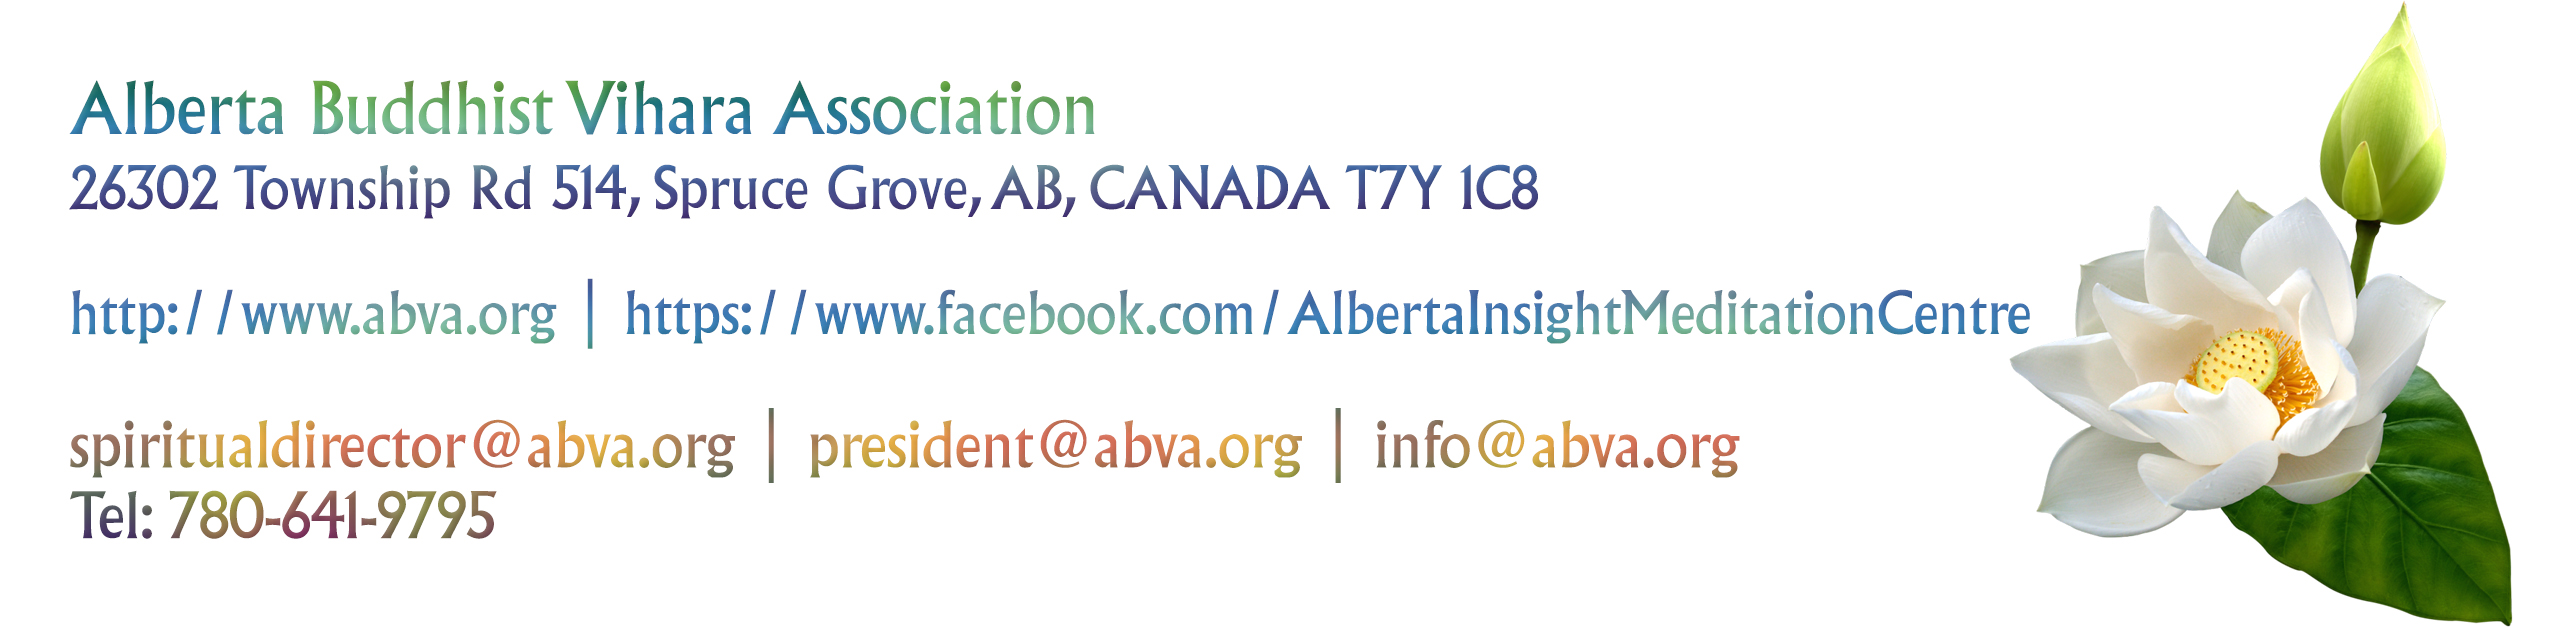 Alberta Buddhist Vihara Association
26302 Township Rd 514, Spruce Grove, AB, CANADA T7Y 1C8
http://www.abva.org | https://www.facebook.com/AlbertaInsightMeditationCentre
spiritualdirector@abva.org | president@abva.org | info@abva.org
Tel: 780-641-9795